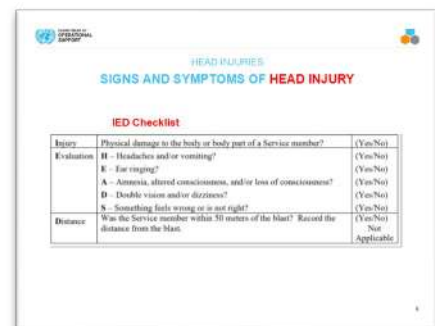 DEPARTMENT OF
OPERATIONAL
SUPPORT
HEAD INJURIES
SIGNS AND SYMPTOMS OF HEAD INJURY
IED Checklist
Injury Physical damage to the body or body part of a Service member? (Yes/No)
Evaluation H – Headaches and/or vomiting? (Yes/No)
E – Ear ringing? (Yes/No)
A – Amnesia, altered consciousness, and/or loss of consciousness? (Yes/No)
D – Double vision and/or dizziness? (Yes/No)
S – Something feels wrong or is not right? (Yes/No)
Distance Was the Service member within 50 meters of the blast? Record the (Yes/No)
distance from the blast. Not
Applicable